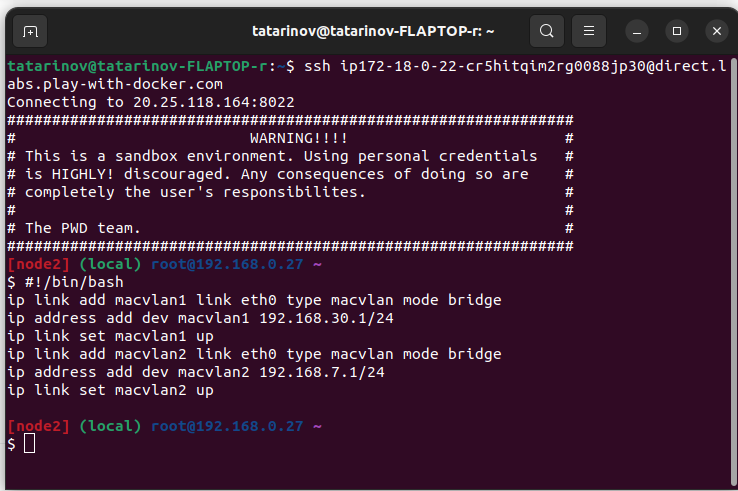 tatarinov@tatarinov-FLAPTOP-r: ~
tatarinov@tatarinov-FLAPTOP-r:~$ ssh ip172-18-0-22-cr5hitqim2rg0088jp30@direct.l
abs.play-with-docker.com
Connecting to 20.25.118.164:8022
###############################################################
#                          WARNING!!!!                        #
# This is a sandbox environment. Using personal credentials   #
# is HIGHLY! discouraged. Any consequences of doing so are    #
# completely the user's responsibilites.                      #
#                                                             #
# The PWD team.                                               #
###############################################################
[node2] (local) root@192.168.0.27 ~
$ #!/bin/bash
ip link add macvlan1 link eth0 type macvlan mode bridge
ip address add dev macvlan1 192.168.30.1/24
ip link set macvlan1 up
ip link add macvlan2 link eth0 type macvlan mode bridge
ip address add dev macvlan2 192.168.7.1/24
ip link set macvlan2 up
[node2] (local) root@192.168.0.27 ~
$